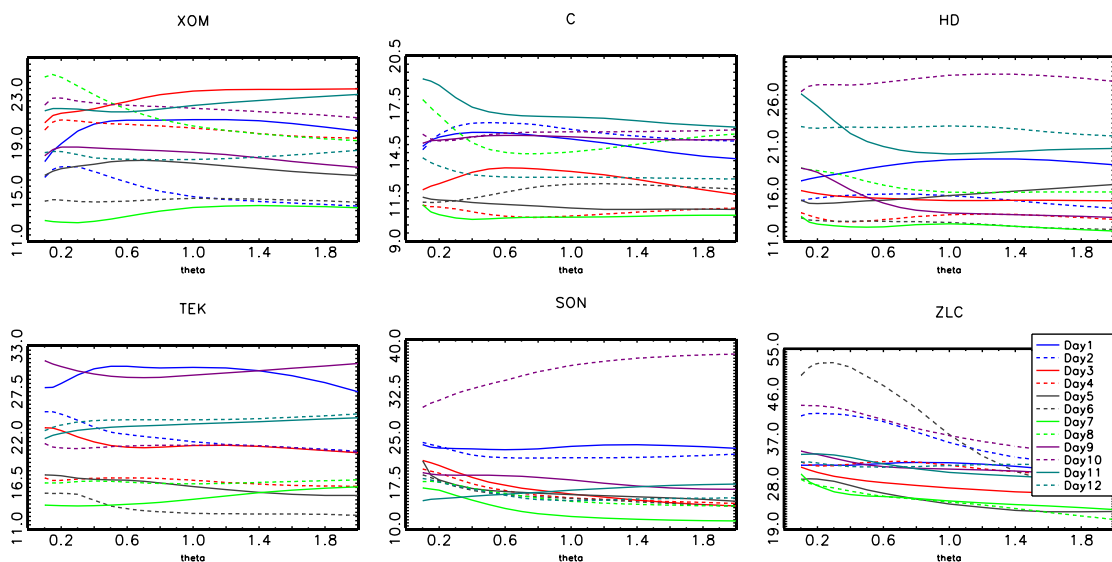 XOM
C
HD
23.0
19.0
15.0
11.0
0.2 0.6 1.0 1.4 1.8
theta
20.5
17.5
14.5
12.5
9.0
0.2 0.6 1.0 1.4 1.8
theta
26.0
21.0
16.0
11.0
0.2 0.6 1.0 1.4 1.8
theta
TEK
SON
ZLC
33.0
27.5
22.0
16.5
11.0
0.2 0.6 1.0 1.4 1.8
theta
40.0
32.5
25.0
17.5
10.0
0.2 0.6 1.0 1.4 1.8
theta
55.0
46.0
37.0
28.0
19.0
0.2 0.6 1.0 1.4 1.8
theta
Day1
Day2
Day3
Day4
Day5
Day6
Day7
Day8
Day9
Day10
Day11
Day12